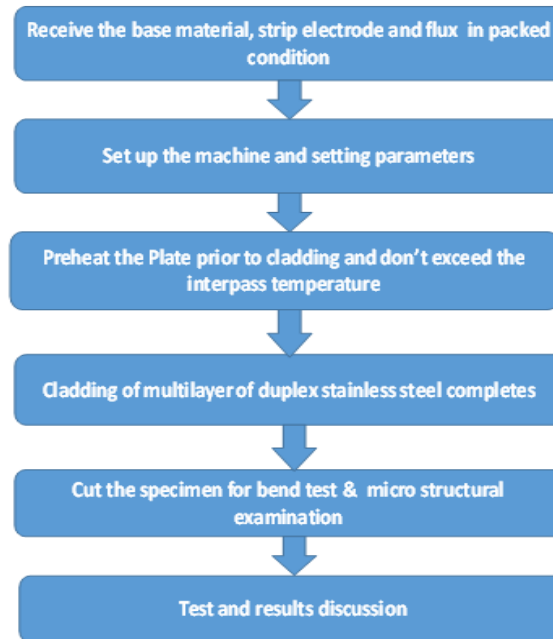 Receive the base material, strip electrode and flux in packed
condition
Set up the machine and setting parameters
Preheat the Plate prior to cladding and don't exceed the
interpass temperature
Cladding of multilayer of duplex stainless steel completes
Cut the specimen for bend test & micro structural
examination
Test and results discussion